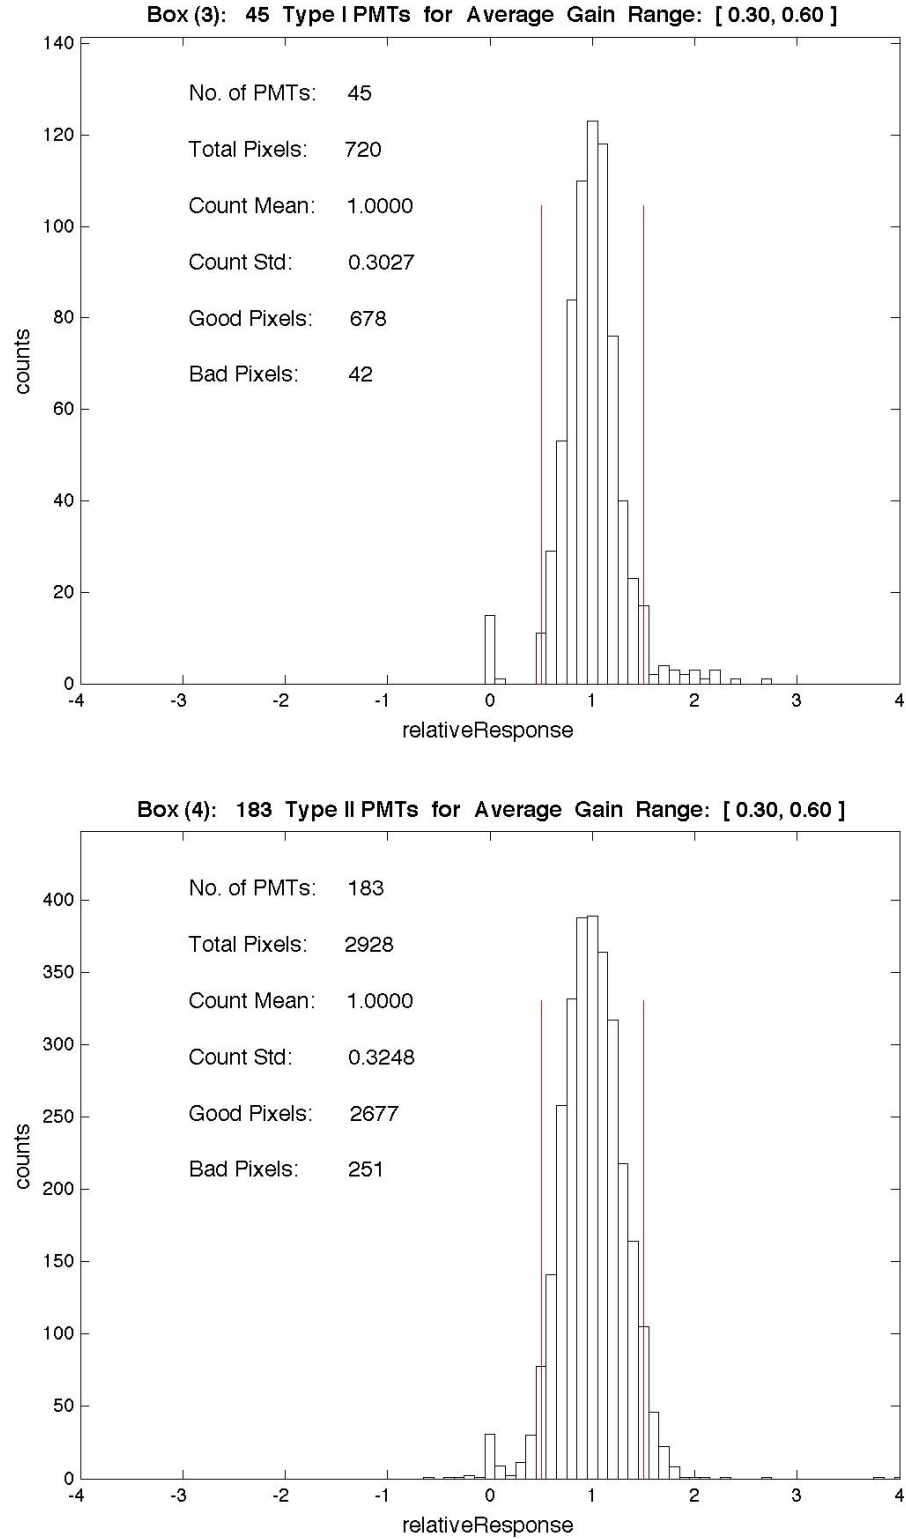 Box (3): 45 Type I PMTs for Average Gain Range: [ 0.30, 0.60 ]
140
120
100
80
60
40
20
0
counts
No. of PMTs: 45
Total Pixels: 720
Count Mean: 1.0000
Count Std: 0.3027
Good Pixels: 678
Bad Pixels: 42
-4 -3 -2 -1 0 1 2 3 4
relativeResponse
Box (4): 183 Type II PMTs for Average Gain Range: [ 0.30, 0.60 ]
400
350
300
250
200
150
100
50
0
counts
No. of PMTs: 183
Total Pixels: 2928
Count Mean: 1.0000
Count Std: 0.3248
Good Pixels: 2677
Bad Pixels: 251
-4 -3 -2 -1 0 1 2 3 4
relativeResponse